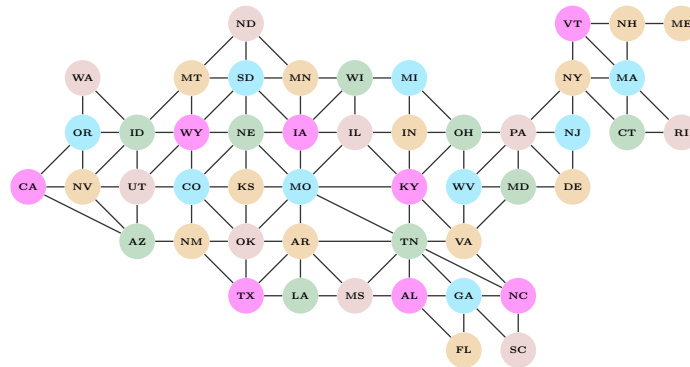 ND VT NH ME
WA MT SD MN WI MI NY MA
OR ID WY NE IA IL IN OH PA NJ CT RI
CA NV UT CO KS MO KY WV MD DE
AZ NM OK AR TN VA
TX LA MS AL GA NC
FL SC